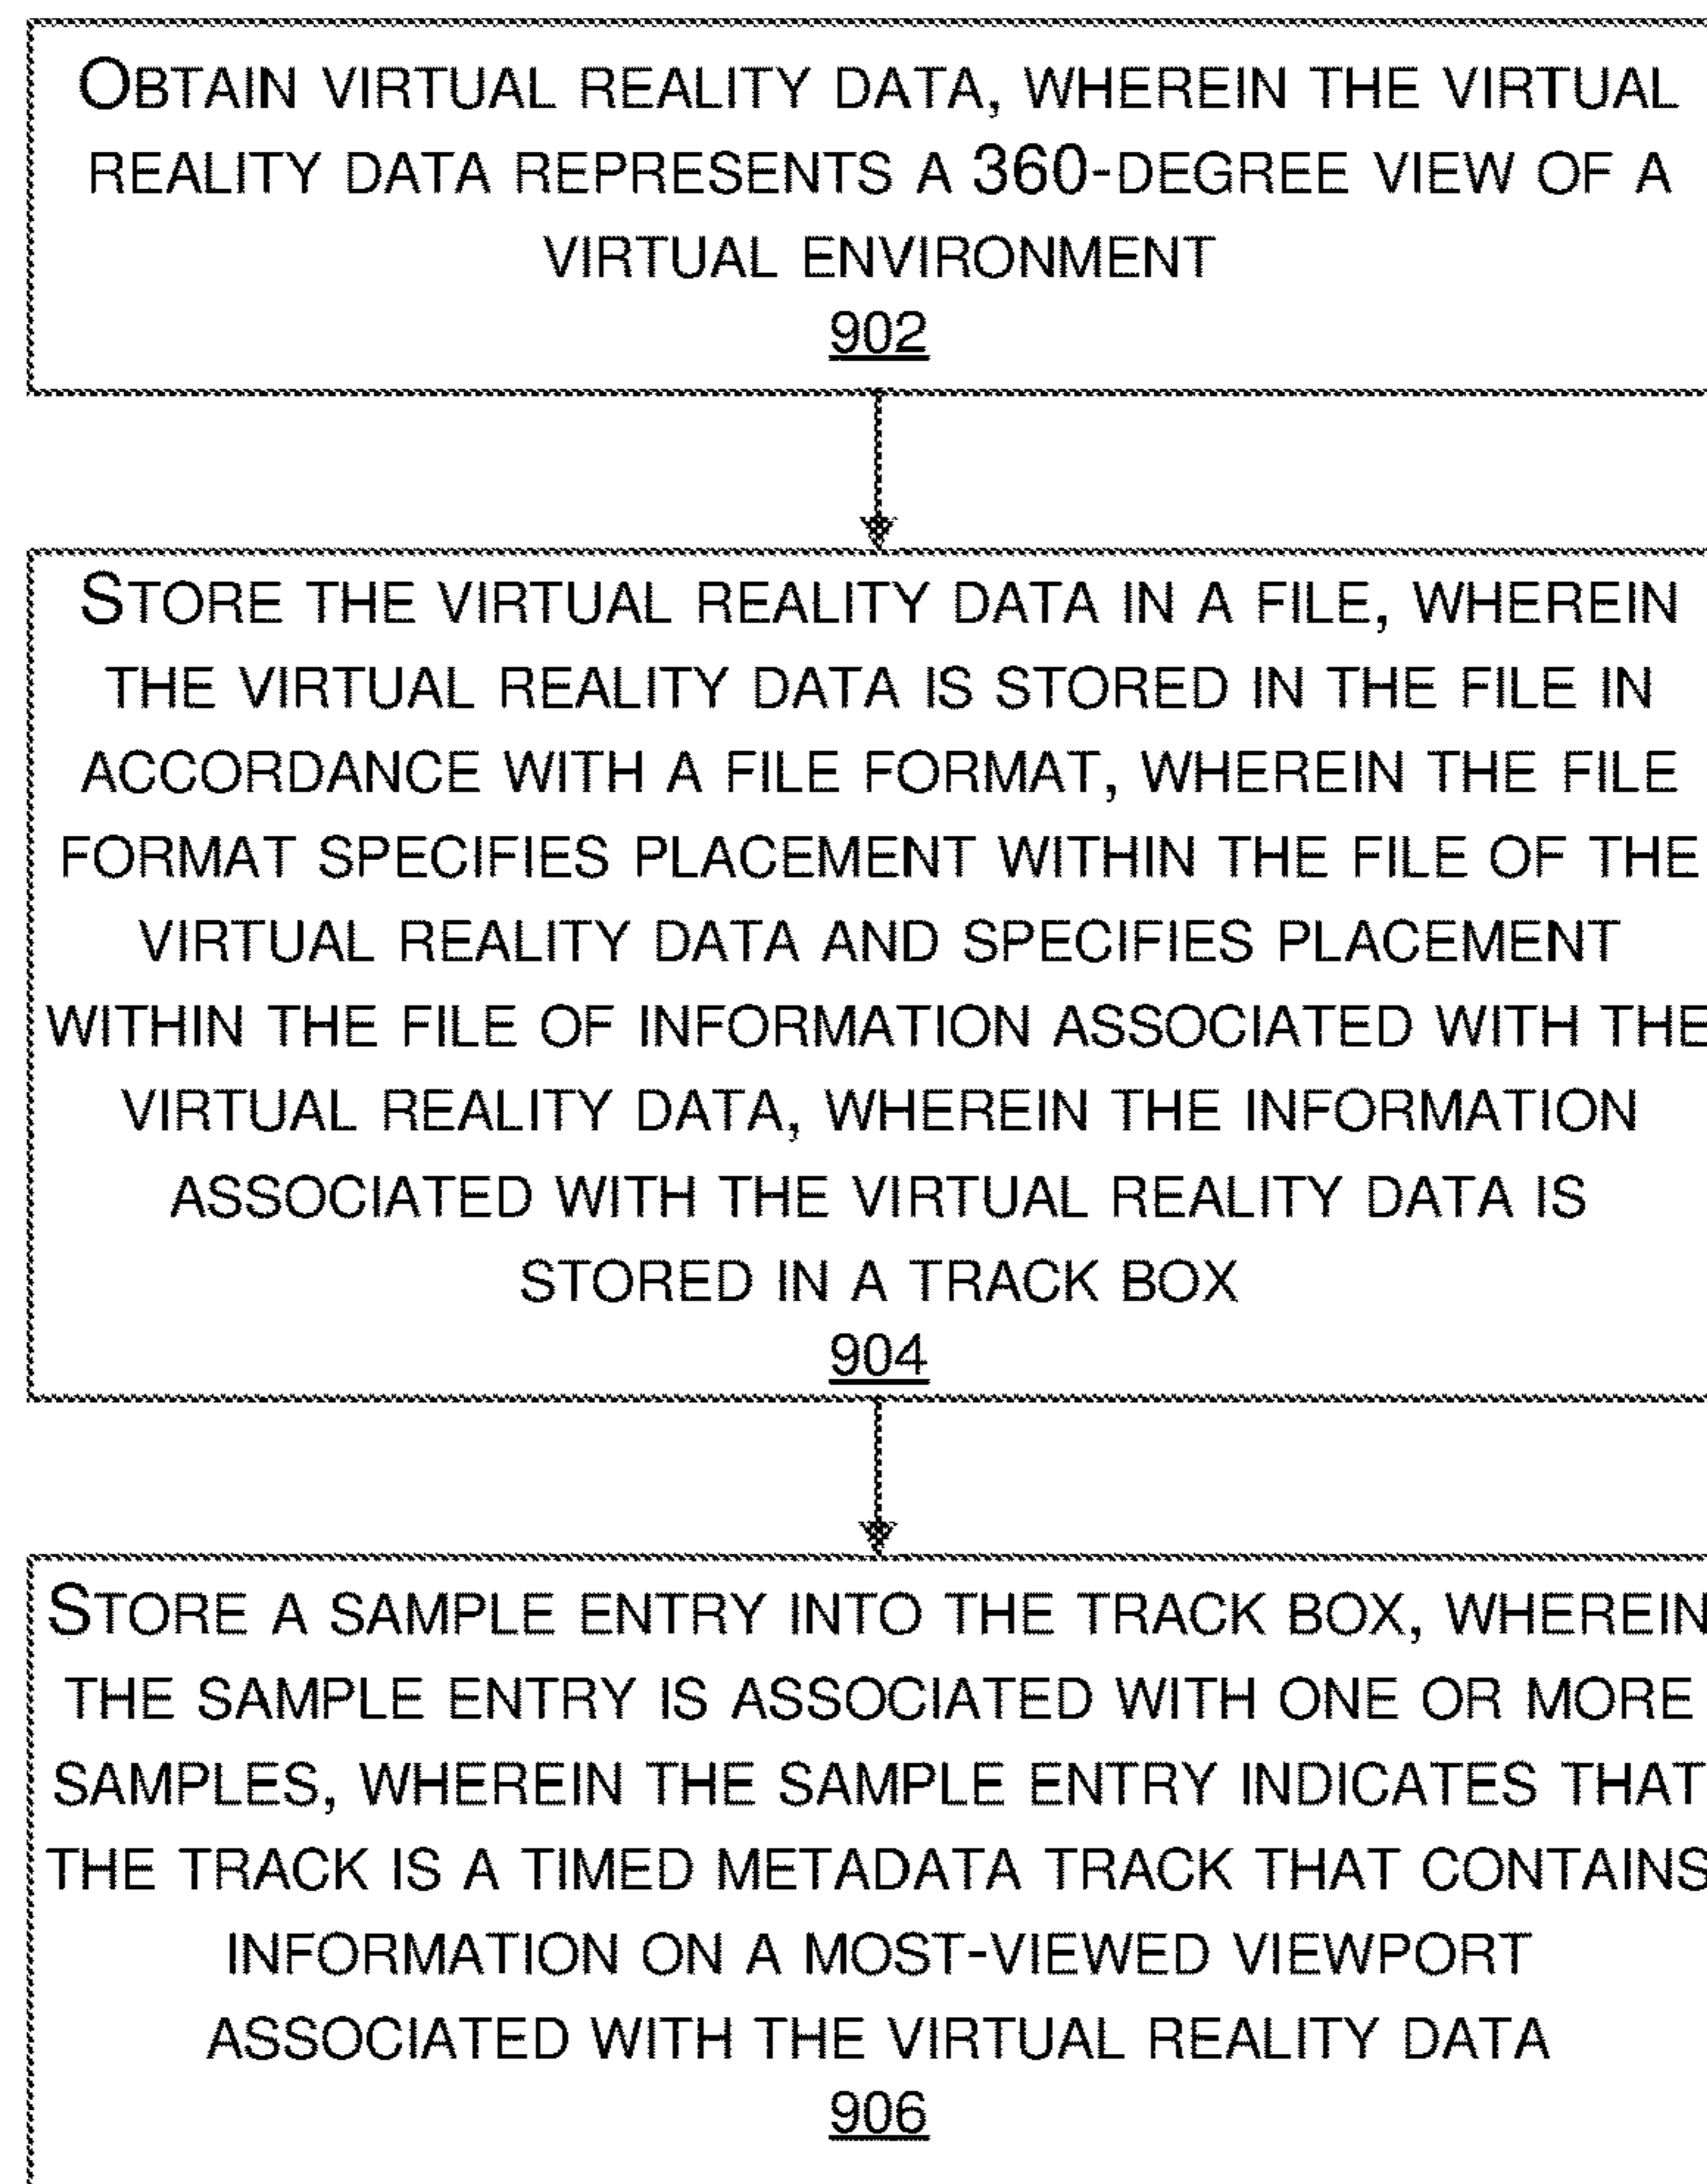 OBTAIN VIRTUAL REALITY DATA, WHEREIN THE VIRTUAL
REALITY DATA REPRESENTS A 360-DEGREE VIEW OF A
VIRTUAL ENVIRONMENT
902
STORE THE VIRTUAL REALITY DATA IN A FILE, WHEREIN
THE VIRTUAL REALITY DATA IS STORED IN THE FILE IN
ACCORDANCE WITH A FILE FORMAT, WHEREIN THE FILE
FORMAT SPECIFIES PLACEMENT WITHIN THE FILE OF THE
VIRTUAL REALITY DATA AND SPECIFIES PLACEMENT
WITHIN THE FILE OF INFORMATION ASSOCIATED WITH THE
VIRTUAL REALITY DATA, WHEREIN THE INFORMATION
ASSOCIATED WITH THE VIRTUAL REALITY DATA IS
STORED IN A TRACK BOX
904
STORE A SAMPLE ENTRY INTO THE TRACK BOX, WHEREIN
THE SAMPLE ENTRY IS ASSOCIATED WITH ONE OR MORE
SAMPLES, WHEREIN THE SAMPLE ENTRY INDICATES THAT
THE TRACK IS A TIMED METADATA TRACK THAT CONTAINS
INFORMATION ON A MOST-VIEWED VIEWPORT
ASSOCIATED WITH THE VIRTUAL REALITY DATA
906